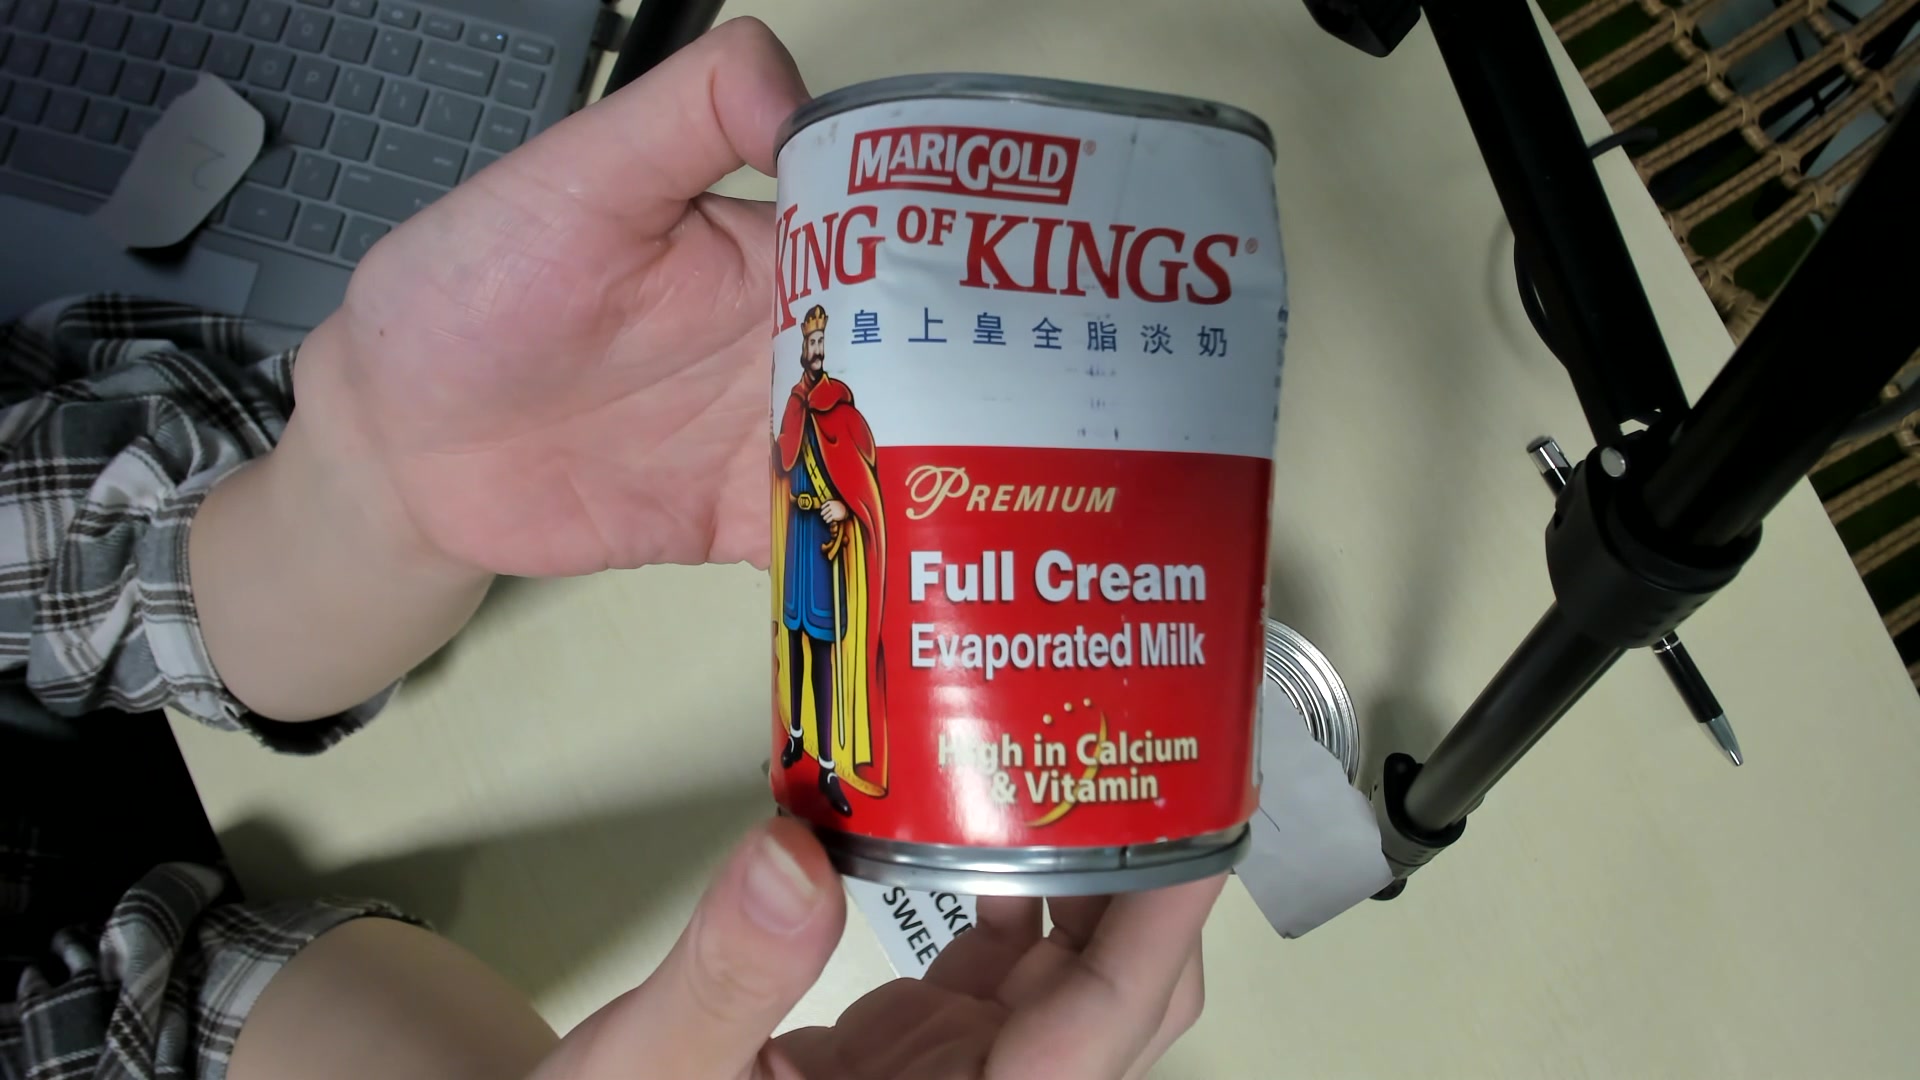 MARIGOLD®
KING OF KINGS®
皇上皇全脂淡奶
PREMIUM
Full Cream
Evaporated Milk
High in Calcium
& Vitamin
SWEE